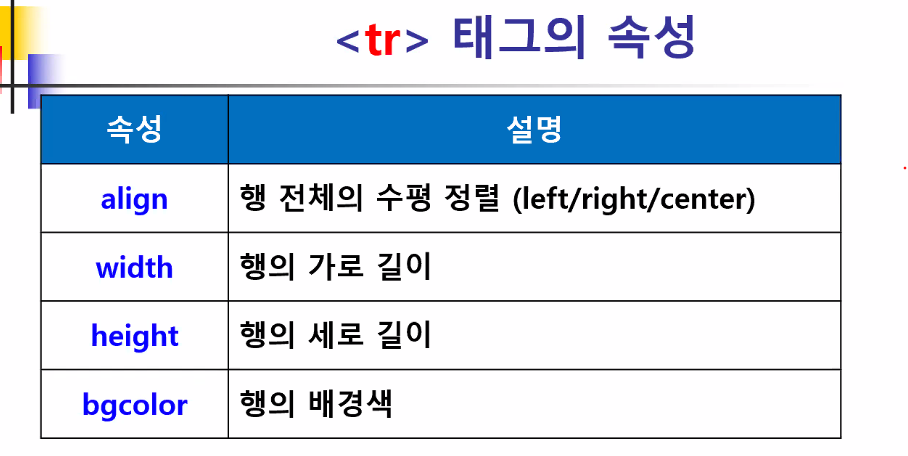 <tr> 태그의 속성
속성 설명
align 행 전체의 수평 정렬 (left/right/center)
width 행의 가로 길이
height 행의 세로 길이
bgcolor 행의 배경색